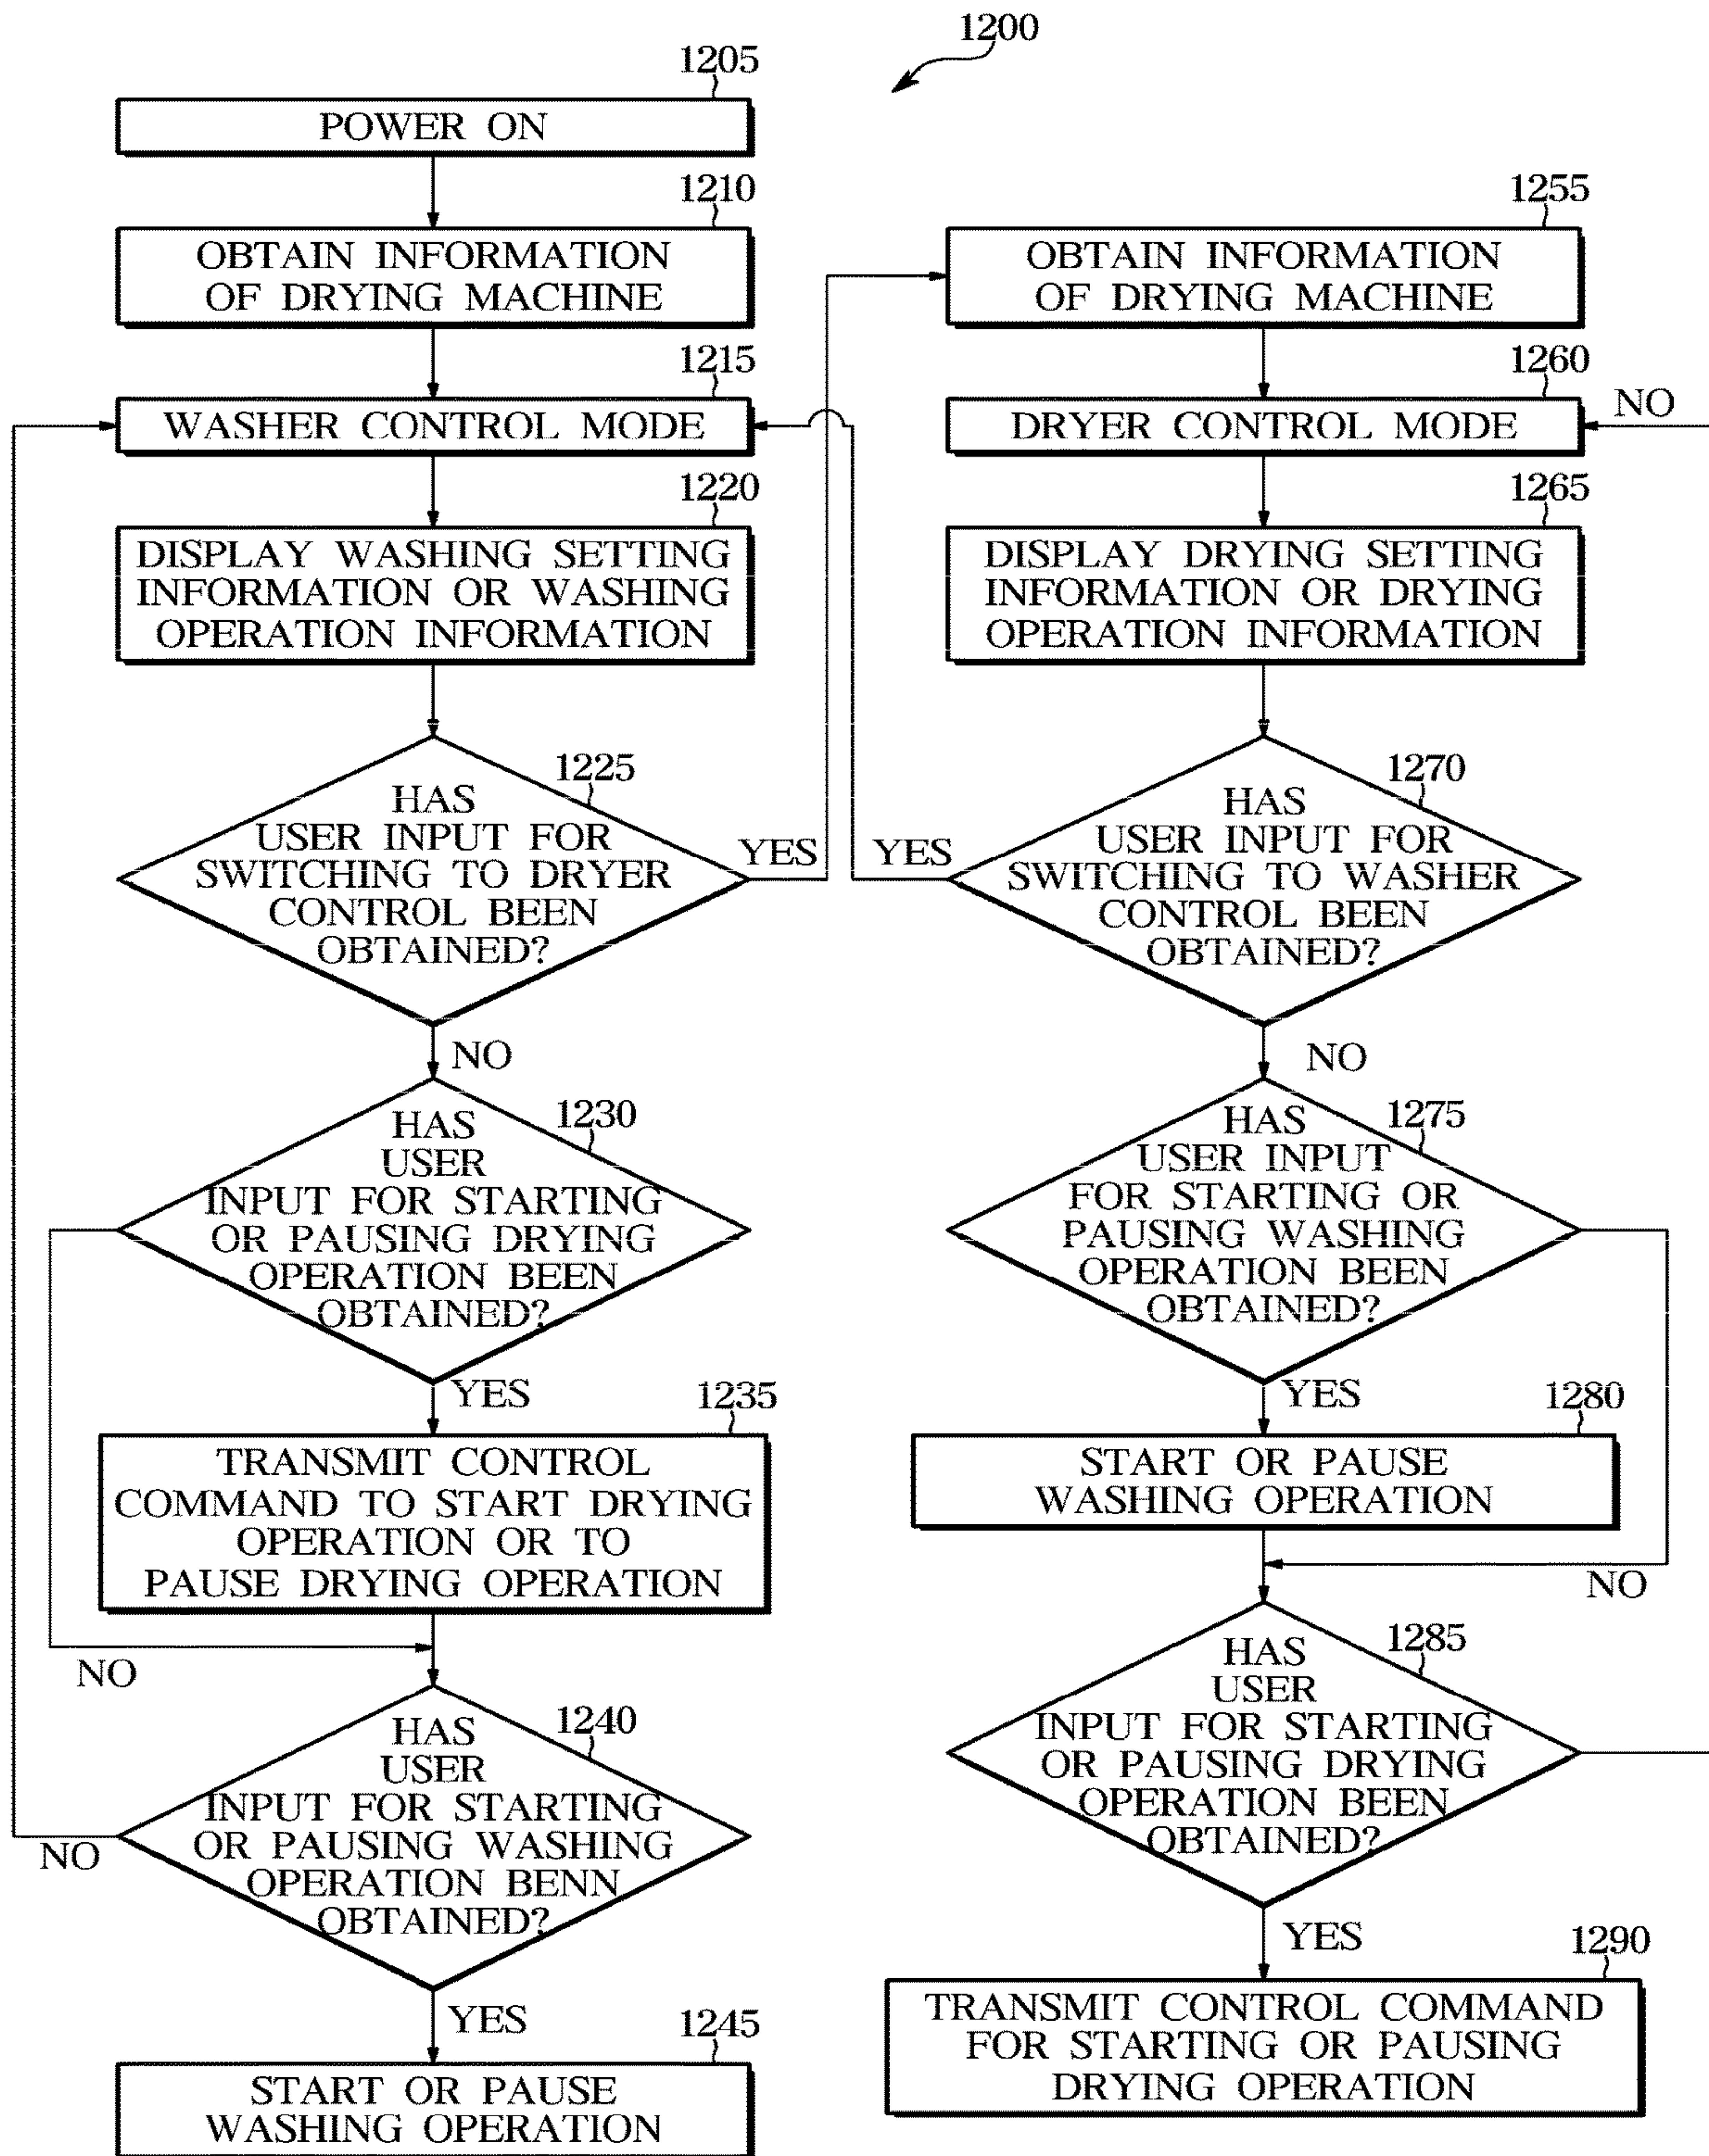 1200
1205
POWER ON
1210
OBTAIN INFORMATION
OF DRYING MACHINE
1215
WASHER CONTROL MODE
1220
DISPLAY WASHING SETTING
INFORMATION OR WASHING
OPERATION INFORMATION
1225
HAS
USER INPUT FOR
SWITCHING TO DRYER
CONTROL BEEN
OBTAINED?
YES
NO
1230
HAS
USER
INPUT FOR STARTING
OR PAUSING DRYING
OPERATION BEEN
OBTAINED?
YES
1235
TRANSMIT CONTROL
COMMAND TO START DRYING
OPERATION OR TO
PAUSE DRYING OPERATION
NO
1240
HAS
USER
INPUT FOR STARTING
OR PAUSING WASHING
OPERATION BENN
OBTAINED?
NO
YES
1245
START OR PAUSE
WASHING OPERATION
1255
OBTAIN INFORMATION
OF DRYING MACHINE
1260
DRYER CONTROL MODE
NO
1265
DISPLAY DRYING SETTING
INFORMATION OR DRYING
OPERATION INFORMATION
1270
HAS
USER INPUT FOR
SWITCHING TO WASHER
CONTROL BEEN
OBTAINED?
YES
NO
1275
HAS
USER INPUT
FOR STARTING OR
PAUSING WASHING
OPERATION BEEN
OBTAINED?
YES
1280
START OR PAUSE
WASHING OPERATION
NO
1285
HAS
USER
INPUT FOR STARTING
OR PAUSING DRYING
OPERATION BEEN
OBTAINED?
YES
1290
TRANSMIT CONTROL COMMAND
FOR STARTING OR PAUSING
DRYING OPERATION